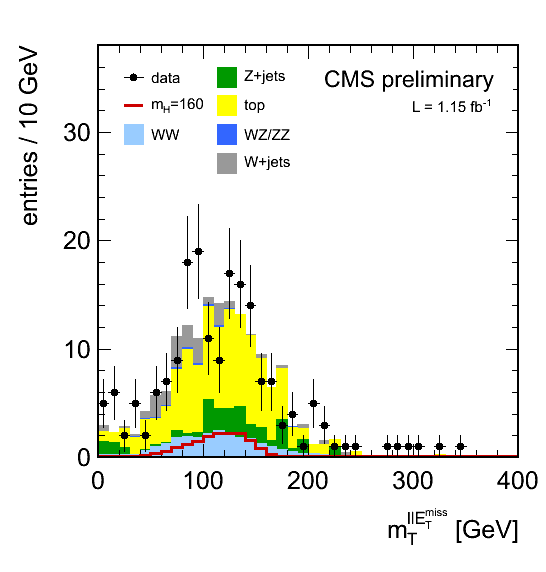 entries / 10 GeV
CMS preliminary
L = 1.15 fb⁻¹
data
m_H=160
WW
Z+jets
top
WZ/ZZ
W+jets
30
20
10
0
0 100 200 300 400
m_T^{llE_T^{miss}} [GeV]